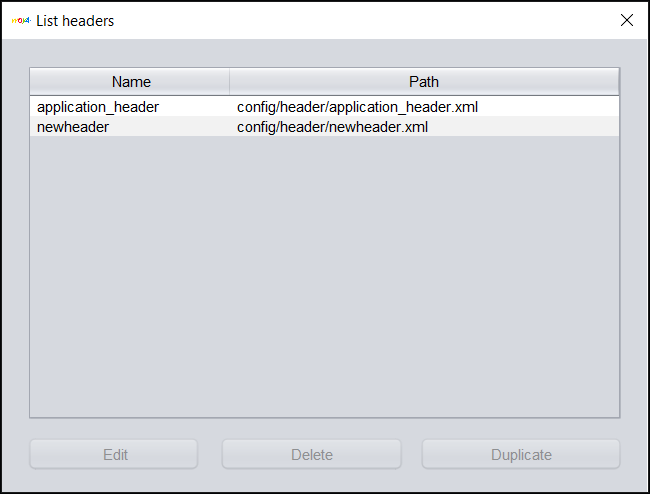 List headers
Name Path
application_header config/header/application_header.xml
newheader config/header/newheader.xml
Edit Delete Duplicate